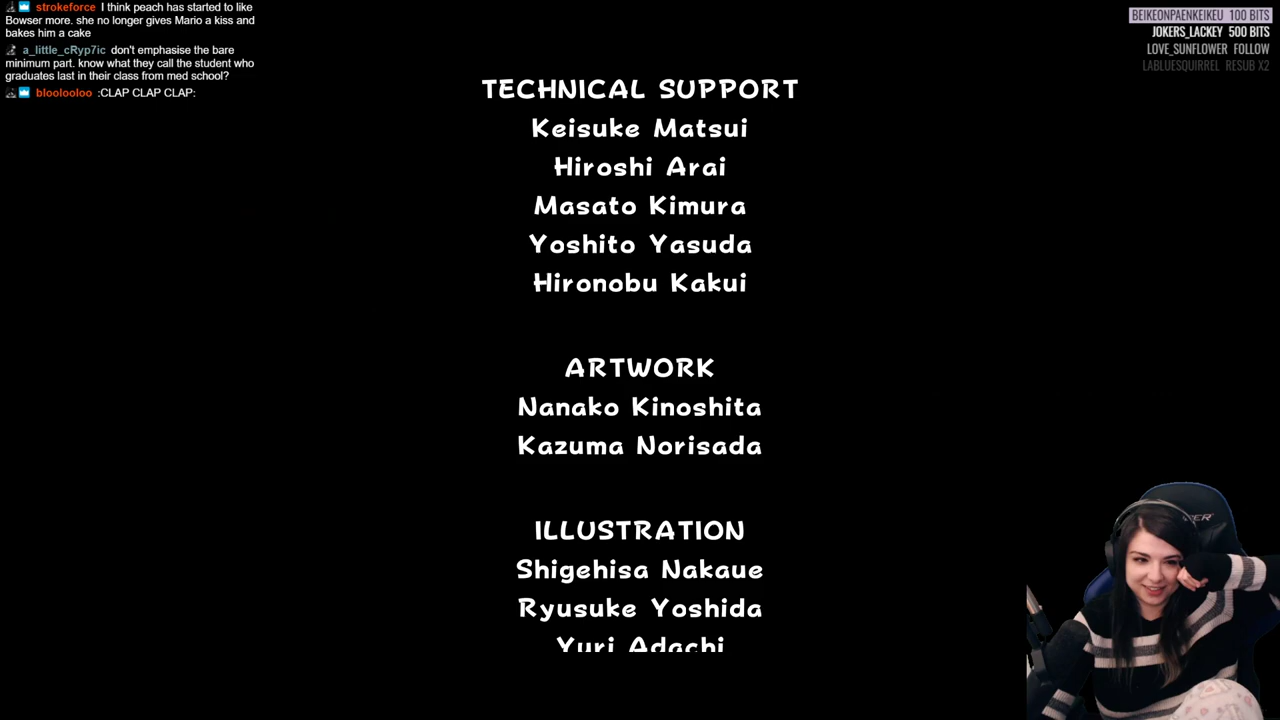 strokeforce I think peach has started to like
Bowser more. she no longer gives Mario a kiss and
bakes him a cake
a_little_cRyp7ic don't emphasise the bare
minimum part. know what they call the student who
graduates last in their class from med school?
bloolooloo :CLAP CLAP CLAP:
BEIKEONPAENKEIKEU 100 BITS
JOKERS_LACKEY 500 BITS
LOVE_SUNFLOWER FOLLOW
LABLUESQUIRREL RESUB X2
TECHNICAL SUPPORT
Keisuke Matsui
Hiroshi Arai
Masato Kimura
Yoshito Yasuda
Hironobu Kakui
ARTWORK
Nanako Kinoshita
Kazuma Norisada
ILLUSTRATION
Shigehisa Nakaue
Ryusuke Yoshida
Yuri Adachi